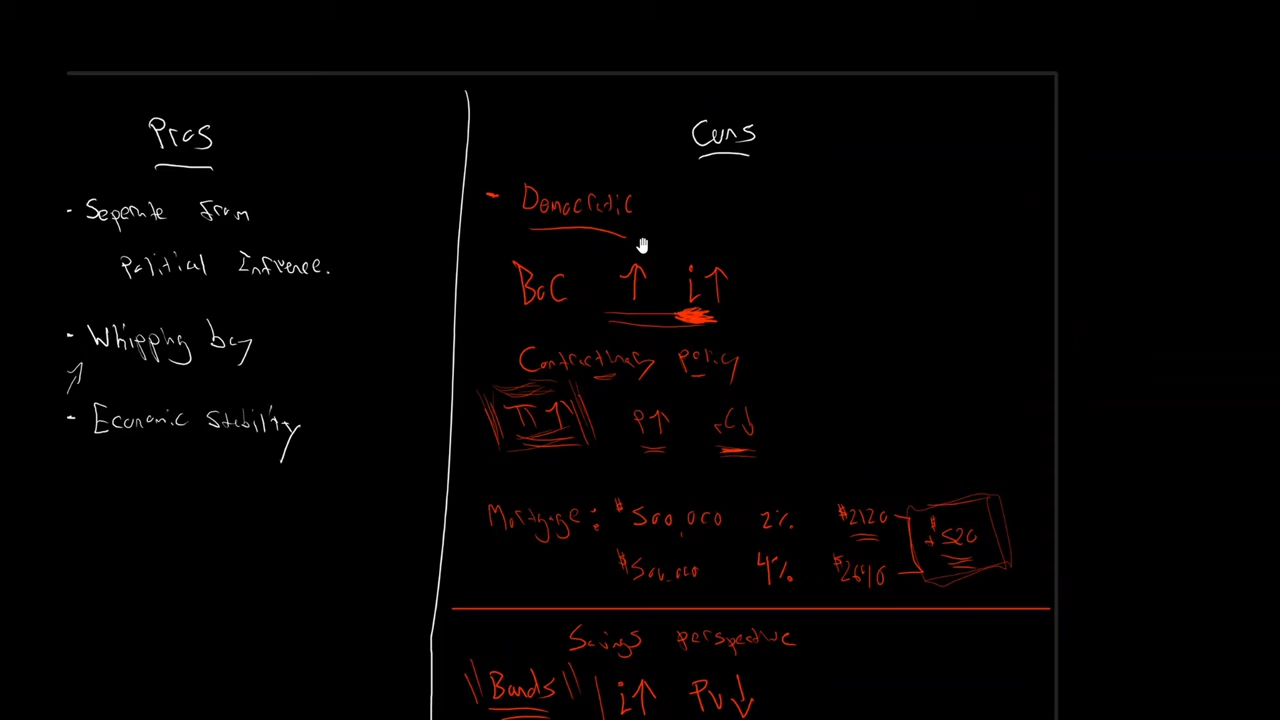 Pros
- Seperate from
Political Influence.
- Whipping boy
↑
- Economic Stability
Cons
- Democratic
BoC ↑ i↑
Contractionary policy
π↑ P↑ C↓
Mortgage: $500,000 2% $2120
+$520
$500,000 4% $2640
Savings perspective
Bonds | i↑ PV↓